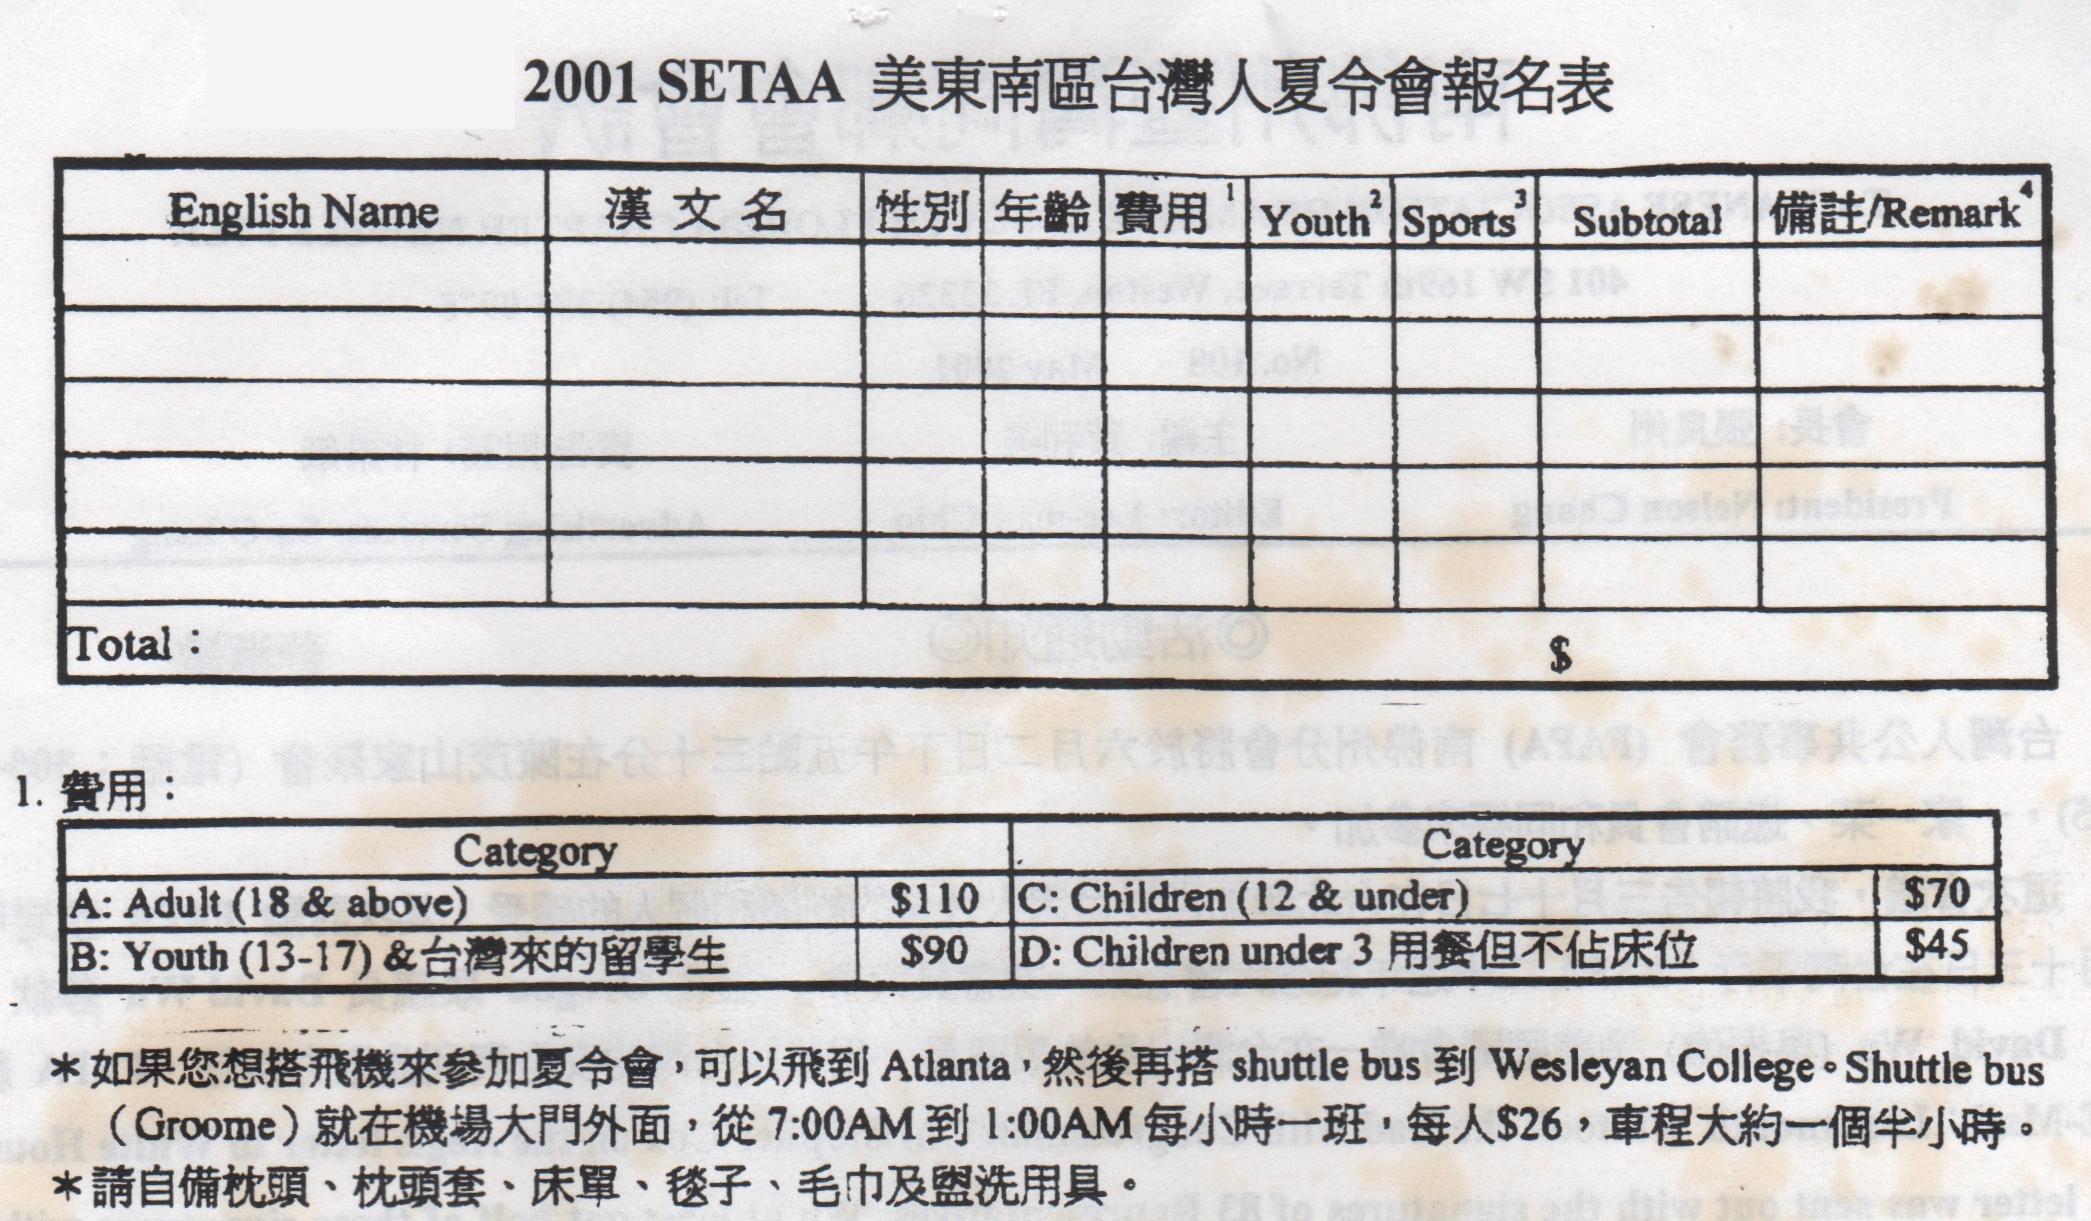 2001 SETAA 美東南區台灣人夏令會報名表
English Name 漢文名 性別 年齡 費用¹ Youth² Sports³ Subtotal 備註/Remark⁴
Total： $
1. 費用：
Category Category
A: Adult (18 & above) $110 C: Children (12 & under) $70
B: Youth (13-17) &台灣來的留學生 $90 D: Children under 3 用餐但不佔床位 $45
＊如果您想搭飛機來參加夏令會，可以飛到 Atlanta，然後再搭 shuttle bus 到 Wesleyan College。Shuttle bus
（Groome）就在機場大門外面，從 7:00AM 到 1:00AM 每小時一班，每人$26，車程大約一個半小時。
＊請自備枕頭、枕頭套、床單、毯子、毛巾及盥洗用具。